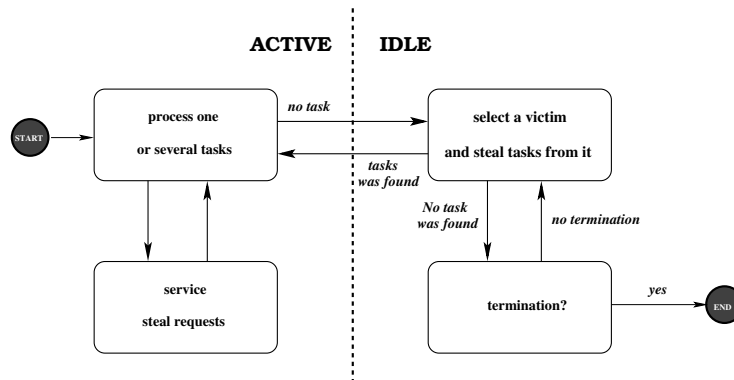 ACTIVE
IDLE
process one
or several tasks
no task
select a victim
and steal tasks from it
START
tasks
was found
No task
was found
no termination
service
steal requests
termination?
yes
END